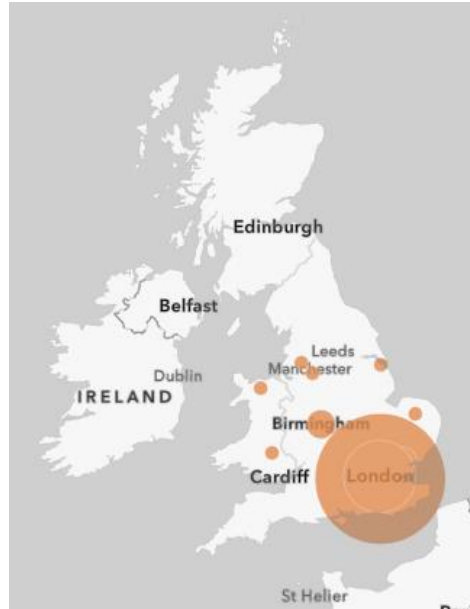 Edinburgh
Belfast
Leeds
Manchester
Dublin
IRELAND
Birmingham
Cardiff
London
St Helier